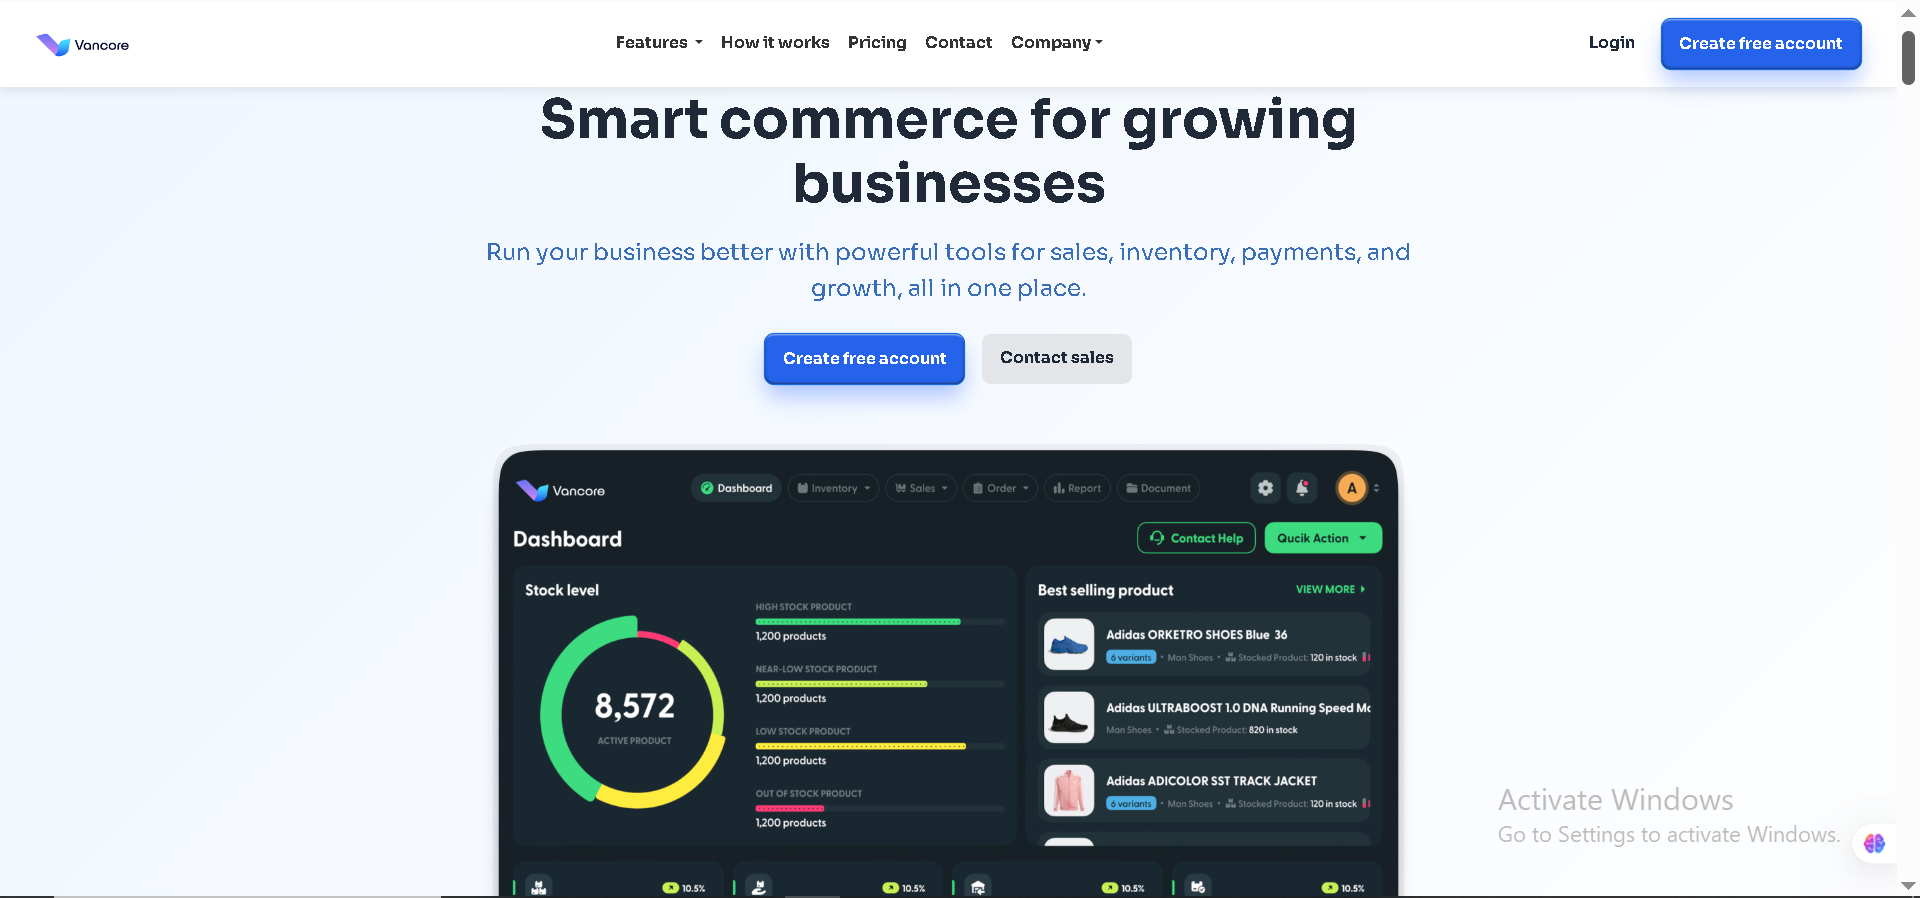 Vancore
Features
How it works
Pricing
Contact
Company
Login
Create free account
Smart commerce for growing
businesses
Run your business better with powerful tools for sales, inventory, payments, and
growth, all in one place.
Create free account
Contact sales
Vancore
Dashboard
Inventory
Sales
Order
Report
Document
A
Dashboard
Contact Help
Qucik Action
Stock level
8,572
ACTIVE PRODUCT
HIGH STOCK PRODUCT
1,200 products
NEAR-LOW STOCK PRODUCT
1,200 products
LOW STOCK PRODUCT
1,200 products
OUT OF STOCK PRODUCT
1,200 products
Best selling product
VIEW MORE
Adidas ORKETRO SHOES Blue 36
6 variants • Man Shoes • Stocked Product: 120 in stock
Adidas ULTRABOOST 1.0 DNA Running Speed
Man Shoes • Stocked Product: 820 in stock
Adidas ADICOLOR SST TRACK JACKET
6 variants • Man Shoes • Stocked Product: 120 in stock
10.5%
10.5%
10.5%
10.5%
Activate Windows
Go to Settings to activate Windows.